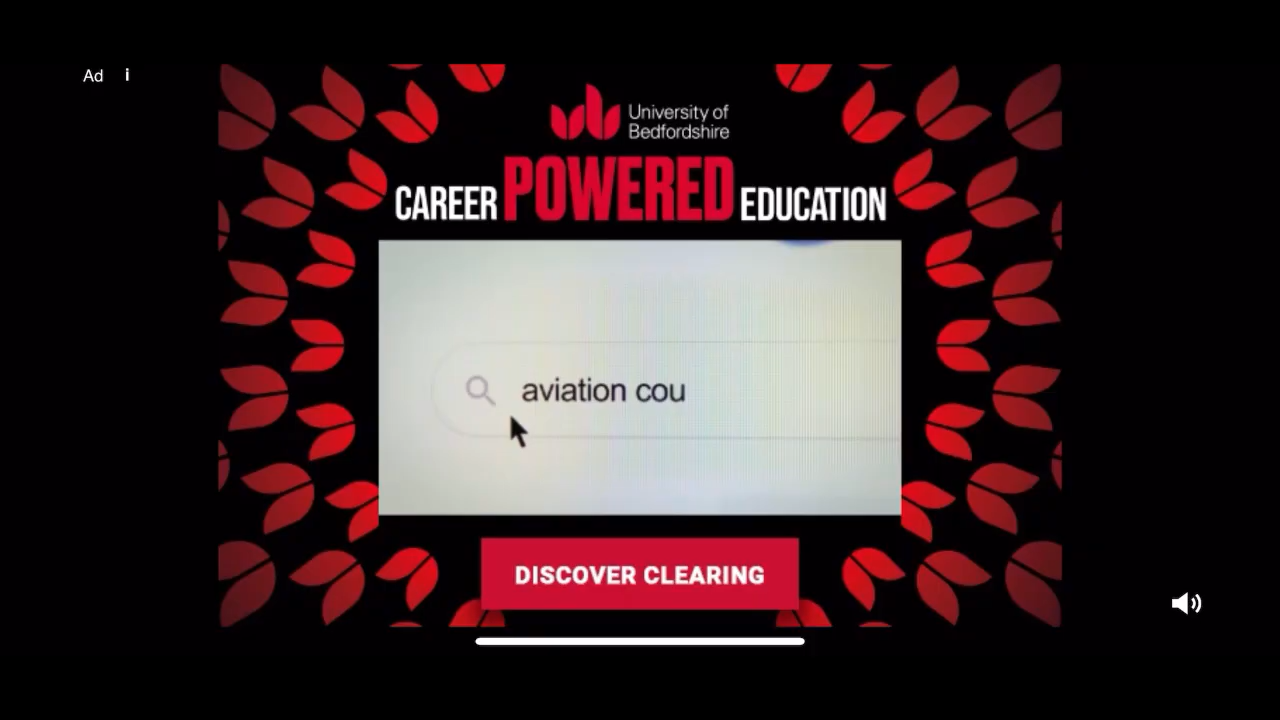 Ad i
University of
Bedfordshire
CAREER POWERED EDUCATION
aviation cou
DISCOVER CLEARING